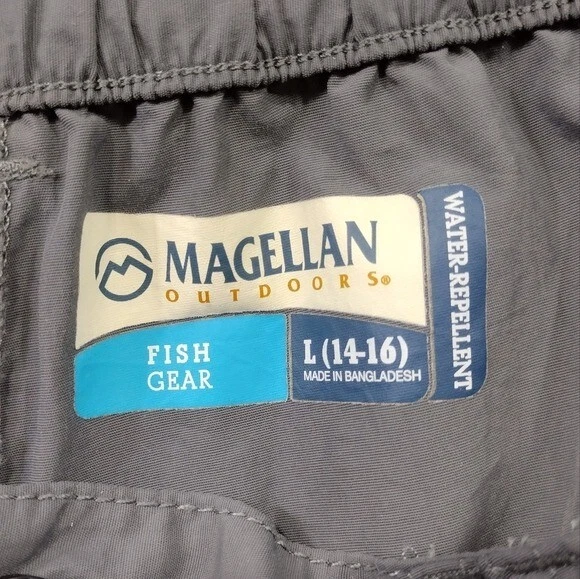 MAGELLAN
OUTDOORS®
FISH
GEAR
L (14-16)
MADE IN BANGLADESH
WATER-REPELLENT